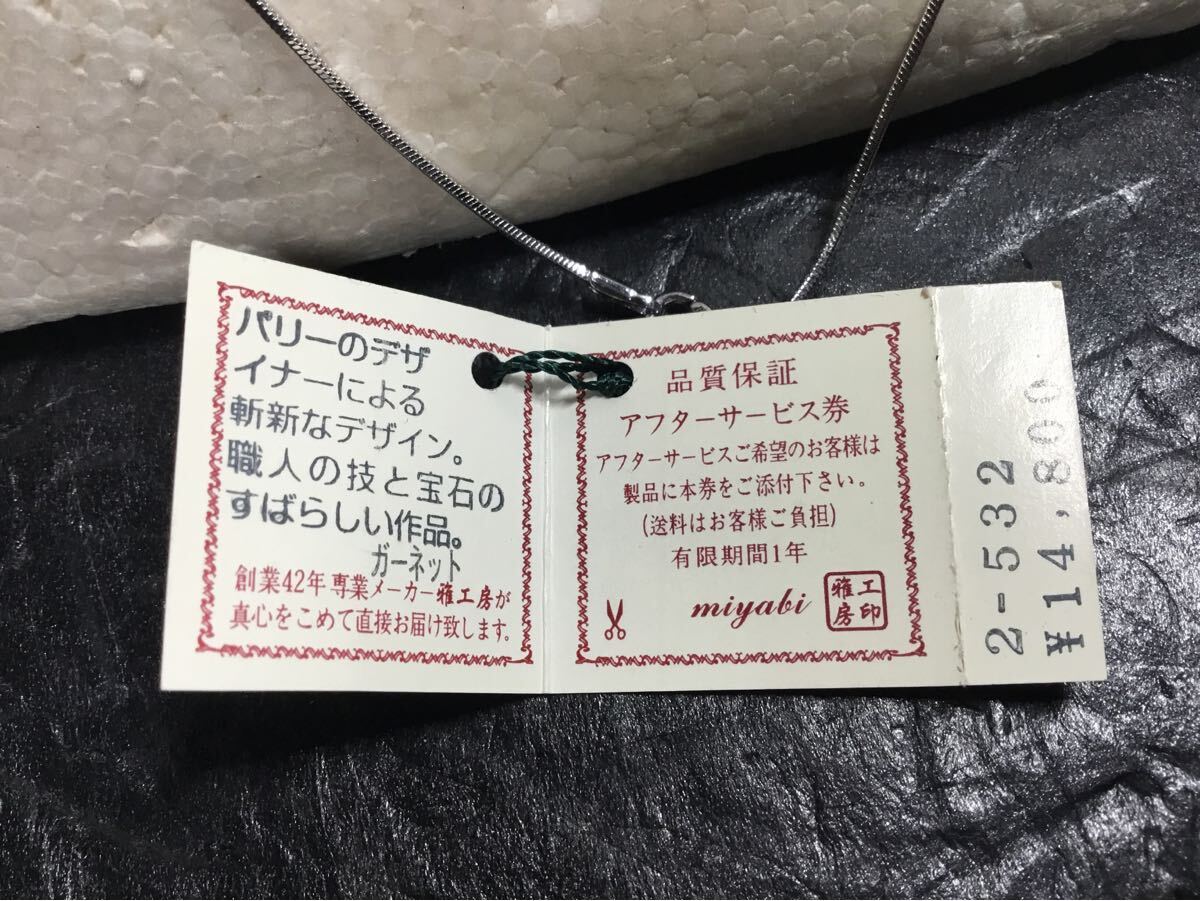 パリーのデザ
イナーによる
斬新なデザイン。
職人の技と宝石の
すばらしい作品。
ガーネット
創業42年 専業メーカー雅工房が
真心をこめて直接お届け致します。
品質保証
アフターサービス券
アフターサービスご希望のお客様は
製品に本券をご添付下さい。
(送料はお客様ご負担)
有限期間1年
miyabi
雅工
房印
2-532
¥14,800